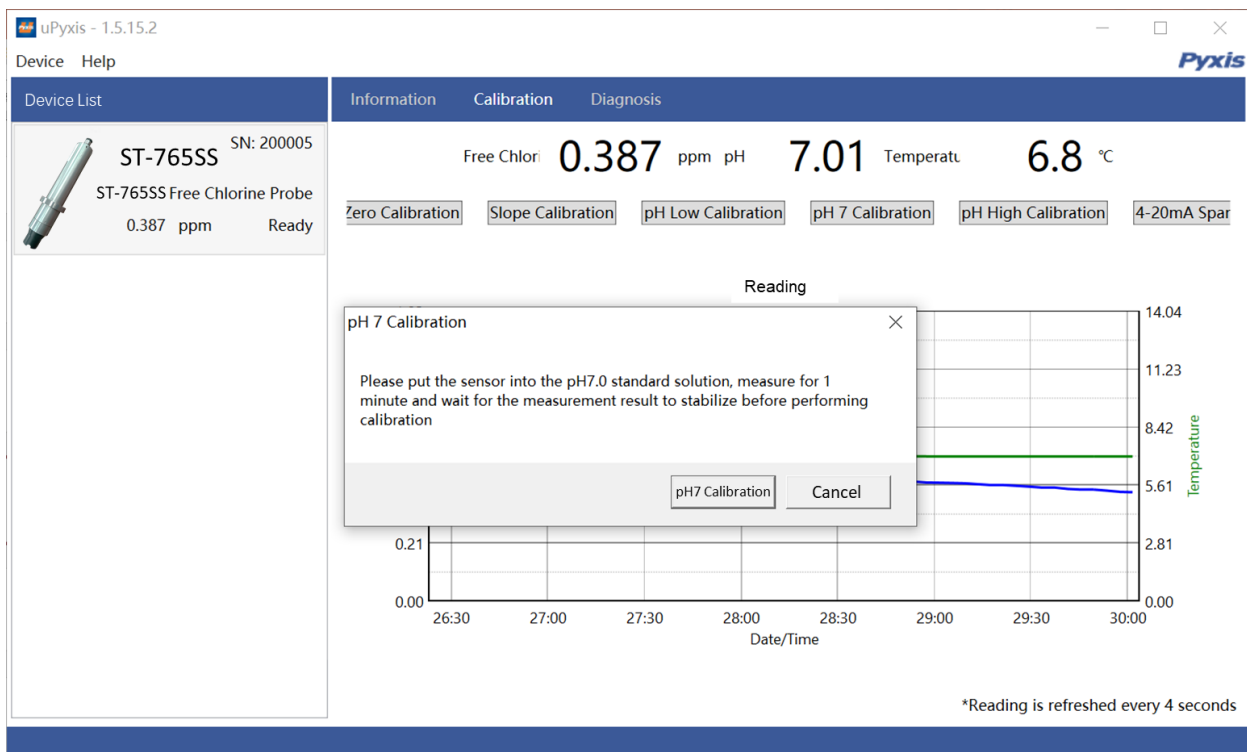 uPyxis - 1.5.15.2
Device Help
Pyxis
Device List
Information Calibration Diagnosis
ST-765SS SN: 200005
ST-765SS Free Chlorine Probe
0.387 ppm Ready
Free Chlori 0.387 ppm pH 7.01 Temperatu 6.8 °C
Zero Calibration Slope Calibration pH Low Calibration pH 7 Calibration pH High Calibration 4-20mA Span
Reading
pH 7 Calibration
Please put the sensor into the pH7.0 standard solution, measure for 1
minute and wait for the measurement result to stabilize before performing
calibration
pH7 Calibration Cancel
14.04
11.23
8.42
5.61
2.81
0.00
Temperature
0.21
0.00
26:30 27:00 27:30 28:00 28:30 29:00 29:30 30:00
Date/Time
*Reading is refreshed every 4 seconds